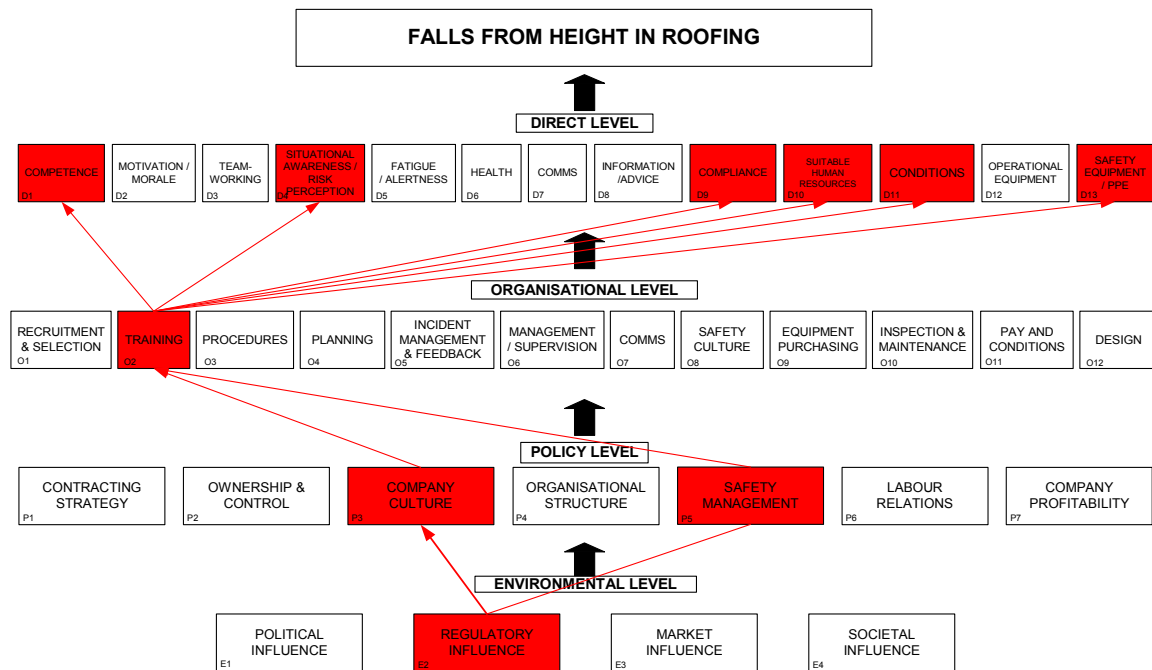 FALLS FROM HEIGHT IN ROOFING
DIRECT LEVEL
COMPETENCE
D1
MOTIVATION /
MORALE
D2
TEAM-
WORKING
D3
SITUATIONAL
AWARENESS /
RISK
PERCEPTION
D4
FATIGUE
/ ALERTNESS
D5
HEALTH
D6
COMMS
D7
INFORMATION
/ADVICE
D8
COMPLIANCE
D9
SUITABLE
HUMAN
RESOURCES
D10
CONDITIONS
D11
OPERATIONAL
EQUIPMENT
D12
SAFETY
EQUIPMENT
/ PPE
D13
ORGANISATIONAL LEVEL
RECRUITMENT
& SELECTION
O1
TRAINING
O2
PROCEDURES
O3
PLANNING
O4
INCIDENT
MANAGEMENT
& FEEDBACK
O5
MANAGEMENT
/ SUPERVISION
O6
COMMS
O7
SAFETY
CULTURE
O8
EQUIPMENT
PURCHASING
O9
INSPECTION &
MAINTENANCE
O10
PAY AND
CONDITIONS
O11
DESIGN
O12
POLICY LEVEL
CONTRACTING
STRATEGY
P1
OWNERSHIP &
CONTROL
P2
COMPANY
CULTURE
P3
ORGANISATIONAL
STRUCTURE
P4
SAFETY
MANAGEMENT
P5
LABOUR
RELATIONS
P6
COMPANY
PROFITABILITY
P7
ENVIRONMENTAL LEVEL
POLITICAL
INFLUENCE
E1
REGULATORY
INFLUENCE
E2
MARKET
INFLUENCE
E3
SOCIETAL
INFLUENCE
E4